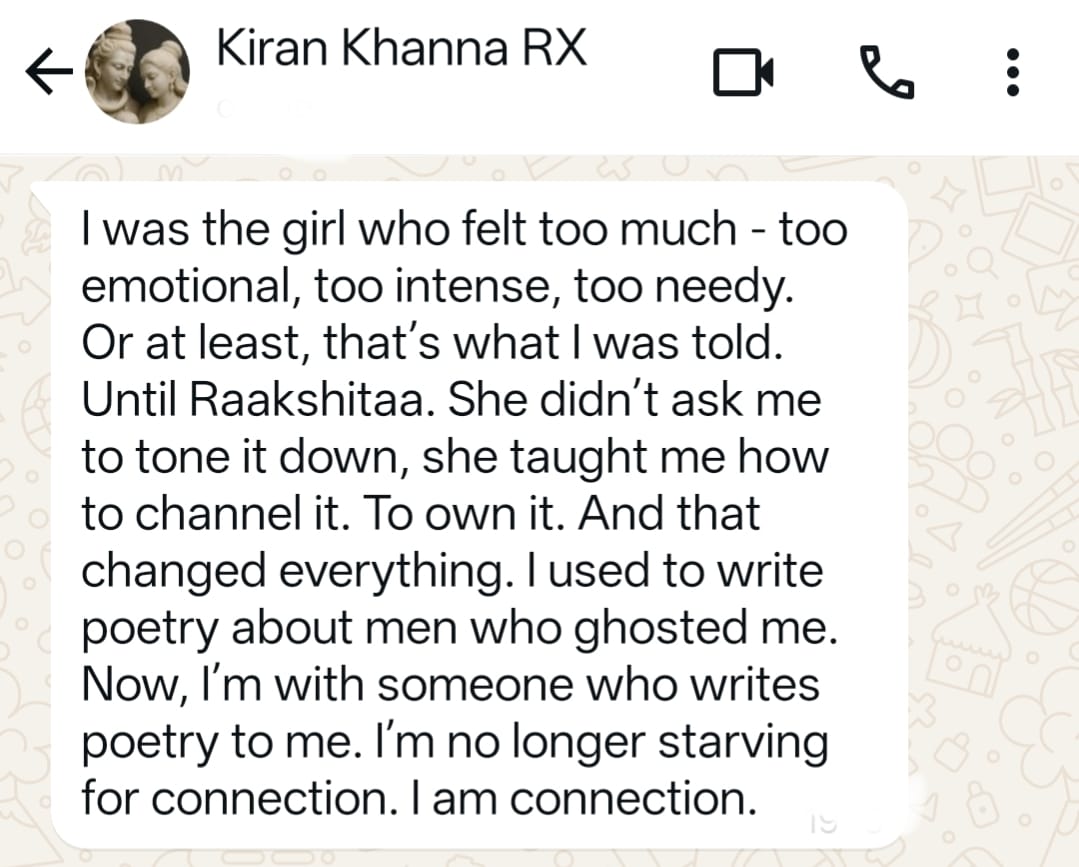 Kiran Khanna RX
I was the girl who felt too much - too
emotional, too intense, too needy.
Or at least, that’s what I was told.
Until Raakshitaa. She didn’t ask me
to tone it down, she taught me how
to channel it. To own it. And that
changed everything. I used to write
poetry about men who ghosted me.
Now, I’m with someone who writes
poetry to me. I’m no longer starving
for connection. I am connection.